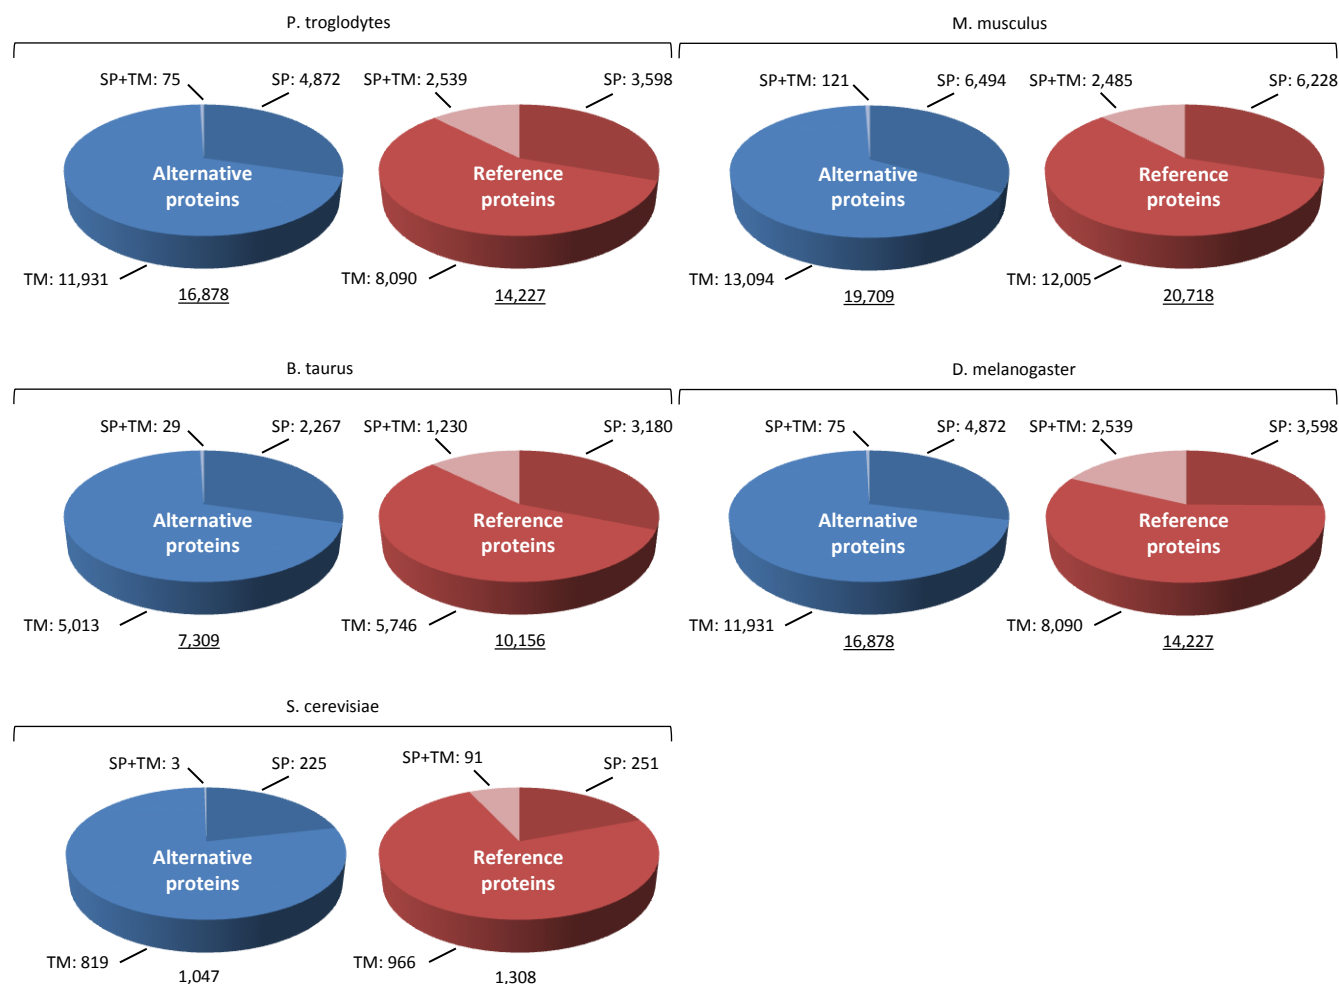 P. troglodytes
SP+TM: 75
SP: 4,872
Alternative
proteins
TM: 11,931
16,878
SP+TM: 2,539
SP: 3,598
Reference
proteins
TM: 8,090
14,227
M. musculus
SP+TM: 121
SP: 6,494
Alternative
proteins
TM: 13,094
19,709
SP+TM: 2,485
SP: 6,228
Reference
proteins
TM: 12,005
20,718
B. taurus
SP+TM: 29
SP: 2,267
Alternative
proteins
TM: 5,013
7,309
SP+TM: 1,230
SP: 3,180
Reference
proteins
TM: 5,746
10,156
D. melanogaster
SP+TM: 75
SP: 4,872
Alternative
proteins
TM: 11,931
16,878
SP+TM: 2,539
SP: 3,598
Reference
proteins
TM: 8,090
14,227
S. cerevisiae
SP+TM: 3
SP: 225
Alternative
proteins
TM: 819
1,047
SP+TM: 91
SP: 251
Reference
proteins
TM: 966
1,308